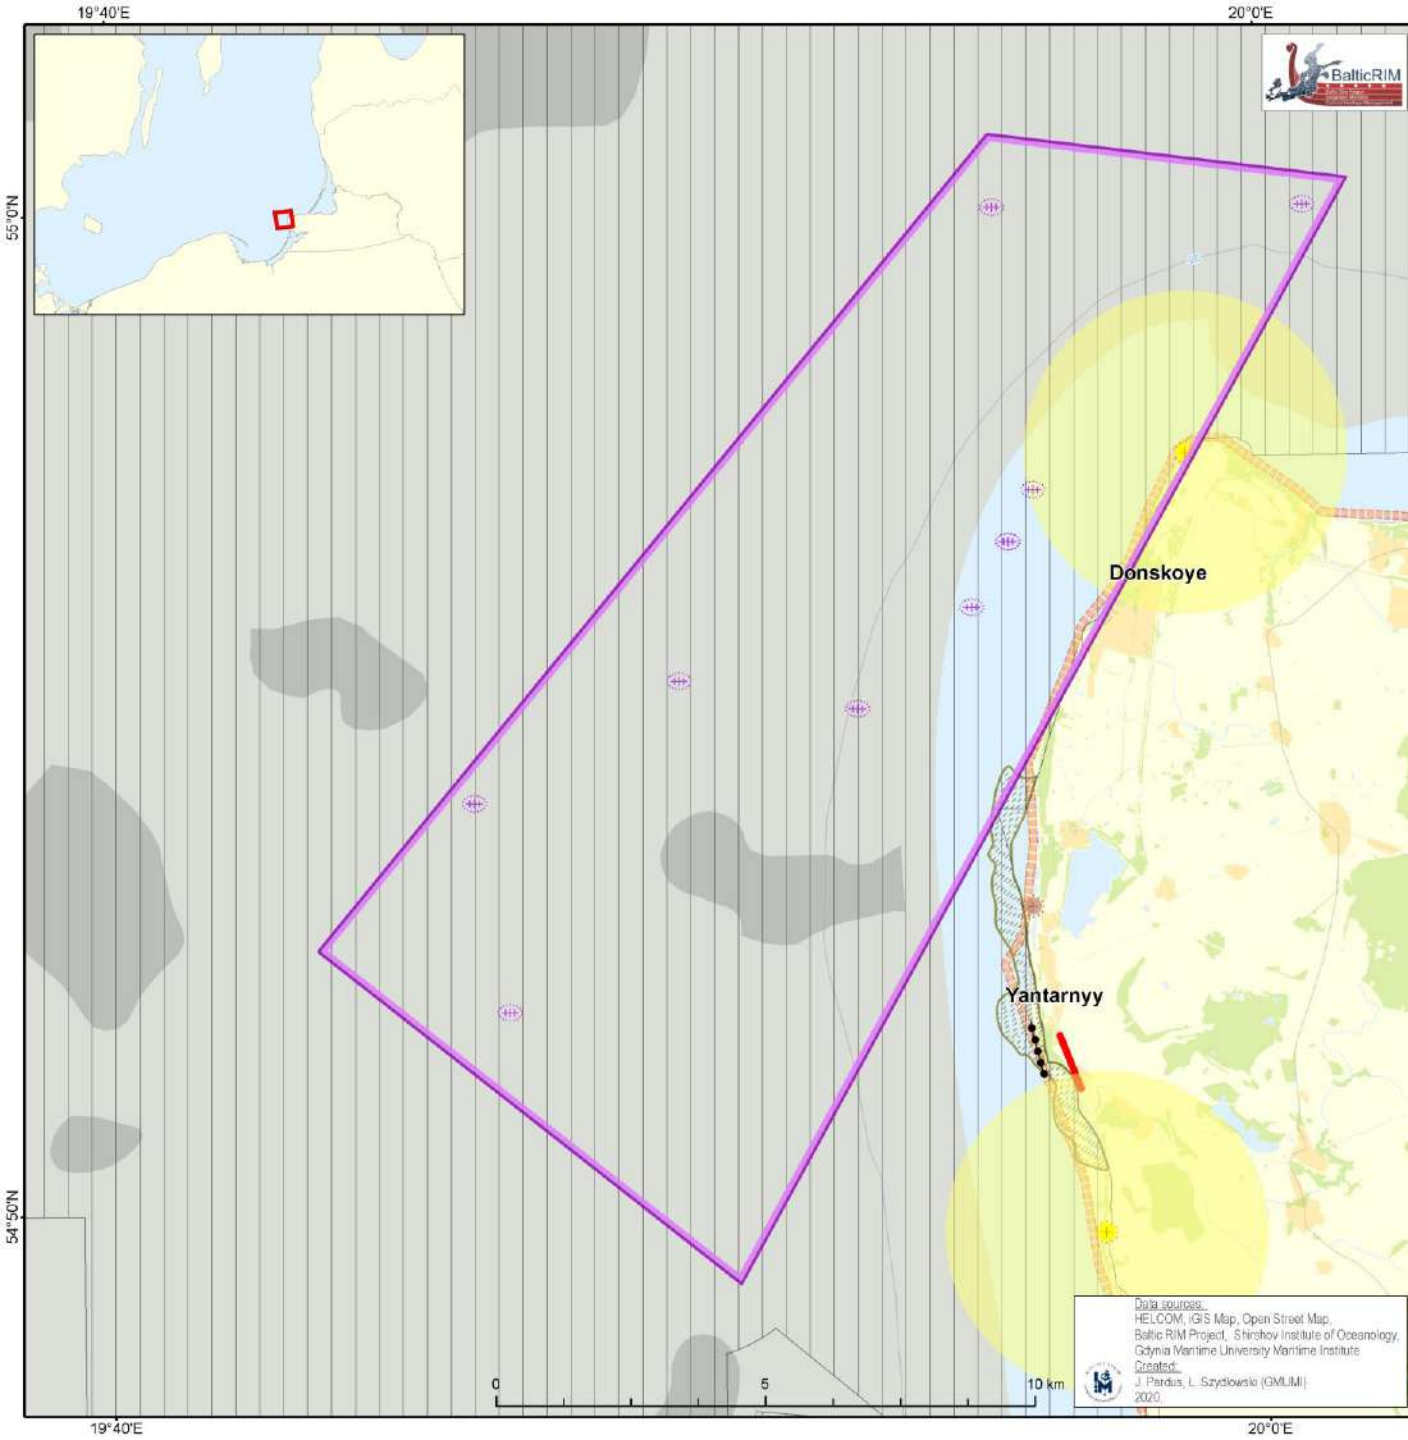 19°40'E
20°0'E
BalticRIM
55°0'N
Donskoye
Yantarnyy
54°50'N
Data sources:
HELCOM, iGIS Map, Open Street Map,
Baltic RIM Project, Shirshov Institute of Oceanology,
Gdynia Maritime University Maritime Institute
Created:
J. Pardus, L. Szydłowski (GMUMI)
2020,
0
5
10 km
19°40'E
20°0'E